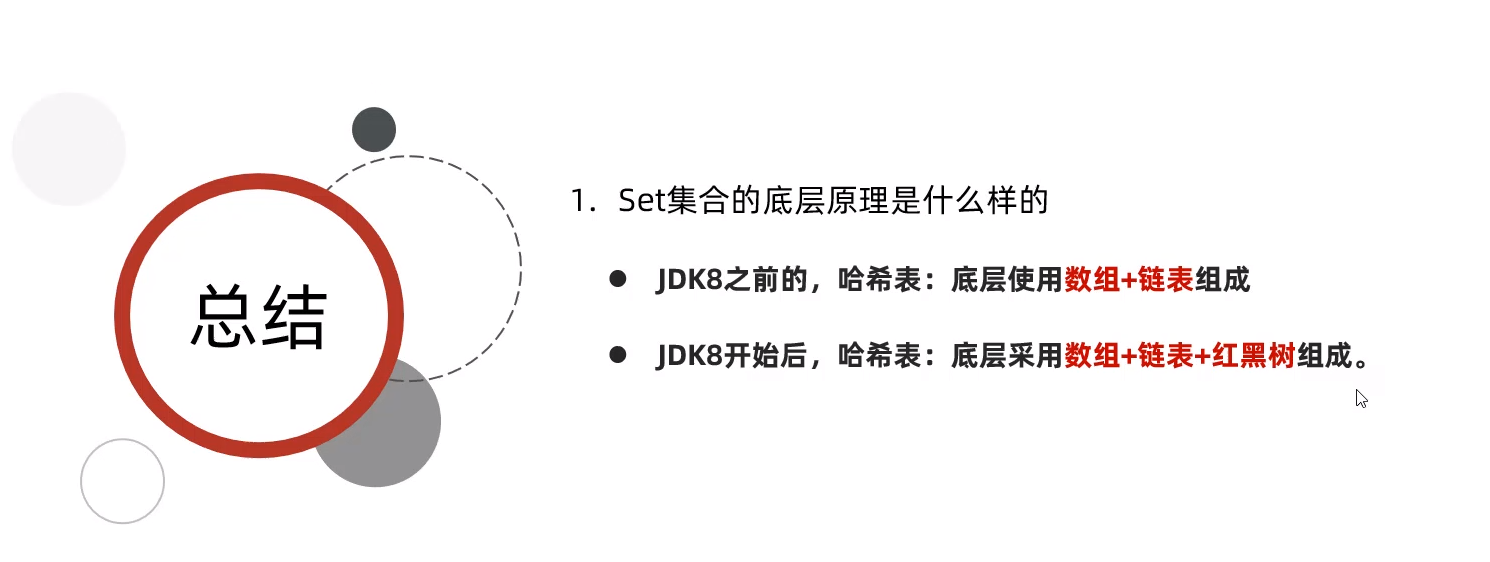 总结
1. Set集合的底层原理是什么样的
● JDK8之前的，哈希表：底层使用数组+链表组成
● JDK8开始后，哈希表：底层采用数组+链表+红黑树组成。